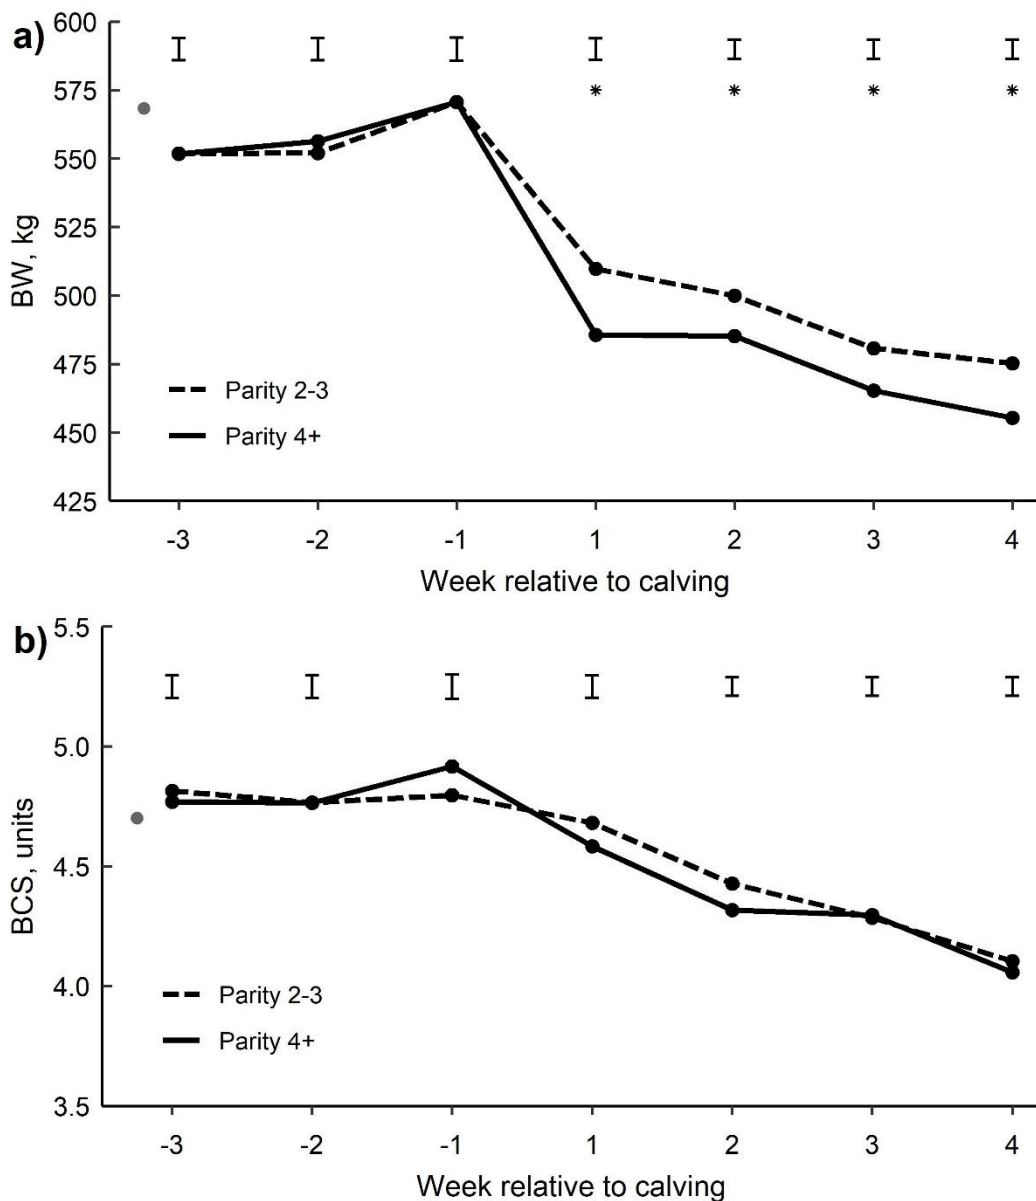 a)
600
575
550
525
500
475
450
425
BW, kg
* * * *
Parity 2-3
Parity 4+
-3 -2 -1 1 2 3 4
Week relative to calving
b)
5.5
5.0
4.5
4.0
3.5
BCS, units
Parity 2-3
Parity 4+
-3 -2 -1 1 2 3 4
Week relative to calving